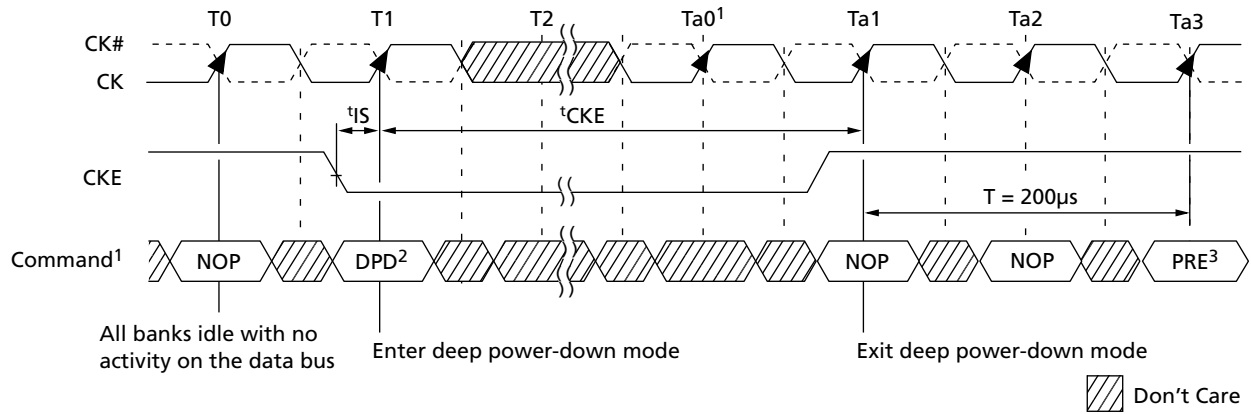 T0 T1 T2 Ta0¹ Ta1 Ta2 Ta3
CK#
CK
ᵗIS ᵗCKE
CKE
T = 200µs
Command¹ NOP DPD² NOP NOP PRE³
All banks idle with no
activity on the data bus
Enter deep power-down mode
Exit deep power-down mode
Don't Care